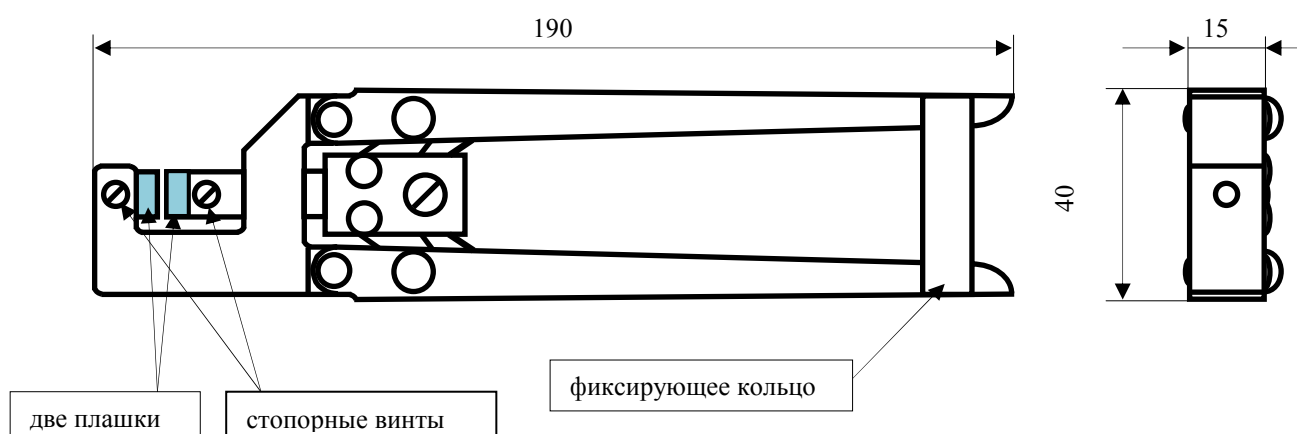 190
15
40
фиксирующее кольцо
две плашки
стопорные винты